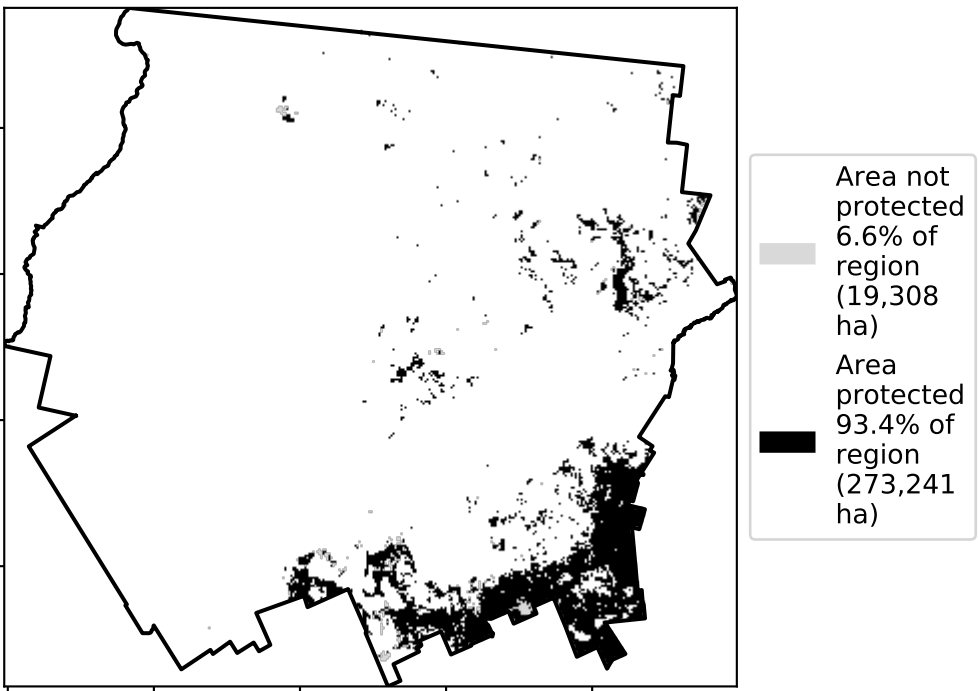 Area not
protected
6.6% of
region
(19,308
ha)
Area
protected
93.4% of
region
(273,241
ha)